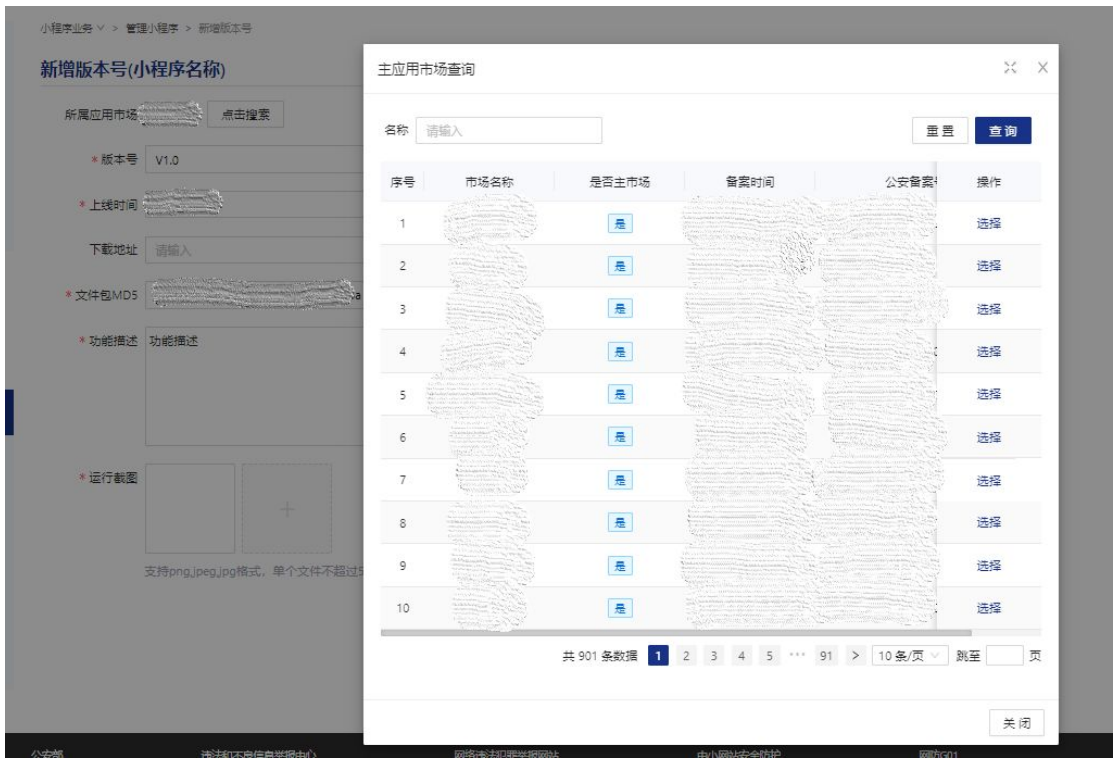 小程序业务 > 管理小程序 > 新增版本号
新增版本号(小程序名称)
所属应用市场 点击搜索
* 版本号 V1.0
* 上线时间
下载地址 请输入
* 文件包MD5 a
* 功能描述 功能描述
* 运行截图
支持png,jpeg,jpg格式，单个文件不超过5
主应用市场查询
名称 请输入 重置 查询
序号 市场名称 是否主市场 备案时间 公安备案 操作
1 是 选择
2 是 选择
3 是 选择
4 是 选择
5 是 选择
6 是 选择
7 是 选择
8 是 选择
9 是 选择
10 是 选择
共 901 条数据 1 2 3 4 5 ··· 91 > 10 条/页 跳至 页
关闭
公安部 违法和不良信息举报中心 网络违法犯罪举报网站 中小网站安全防护 网防G01